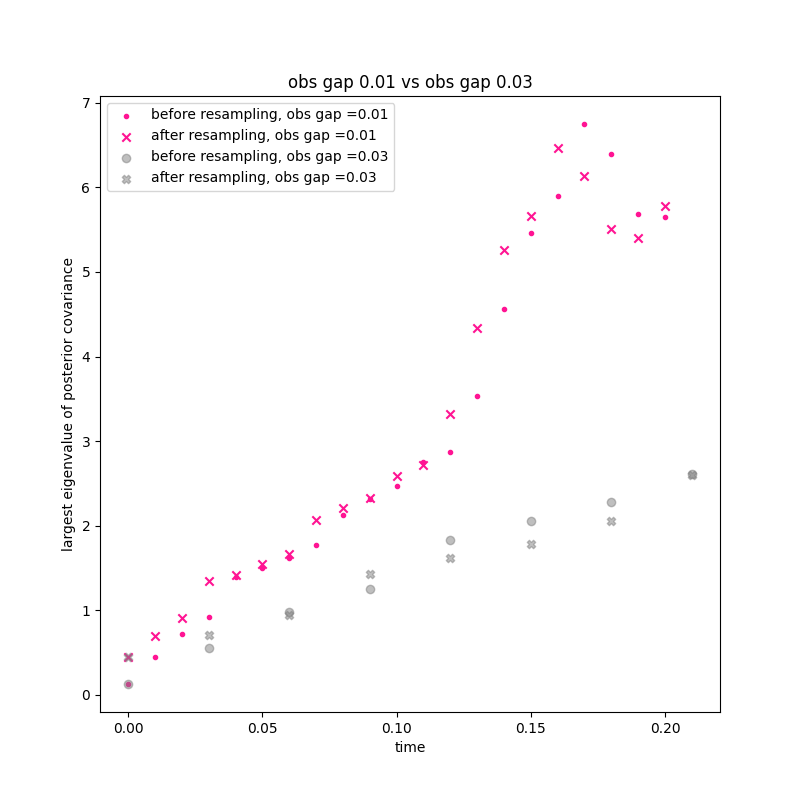 obs gap 0.01 vs obs gap 0.03
before resampling, obs gap =0.01
after resampling, obs gap =0.01
before resampling, obs gap =0.03
after resampling, obs gap =0.03
largest eigenvalue of posterior covariance
7
6
5
4
3
2
1
0
0.00 0.05 0.10 0.15 0.20
time